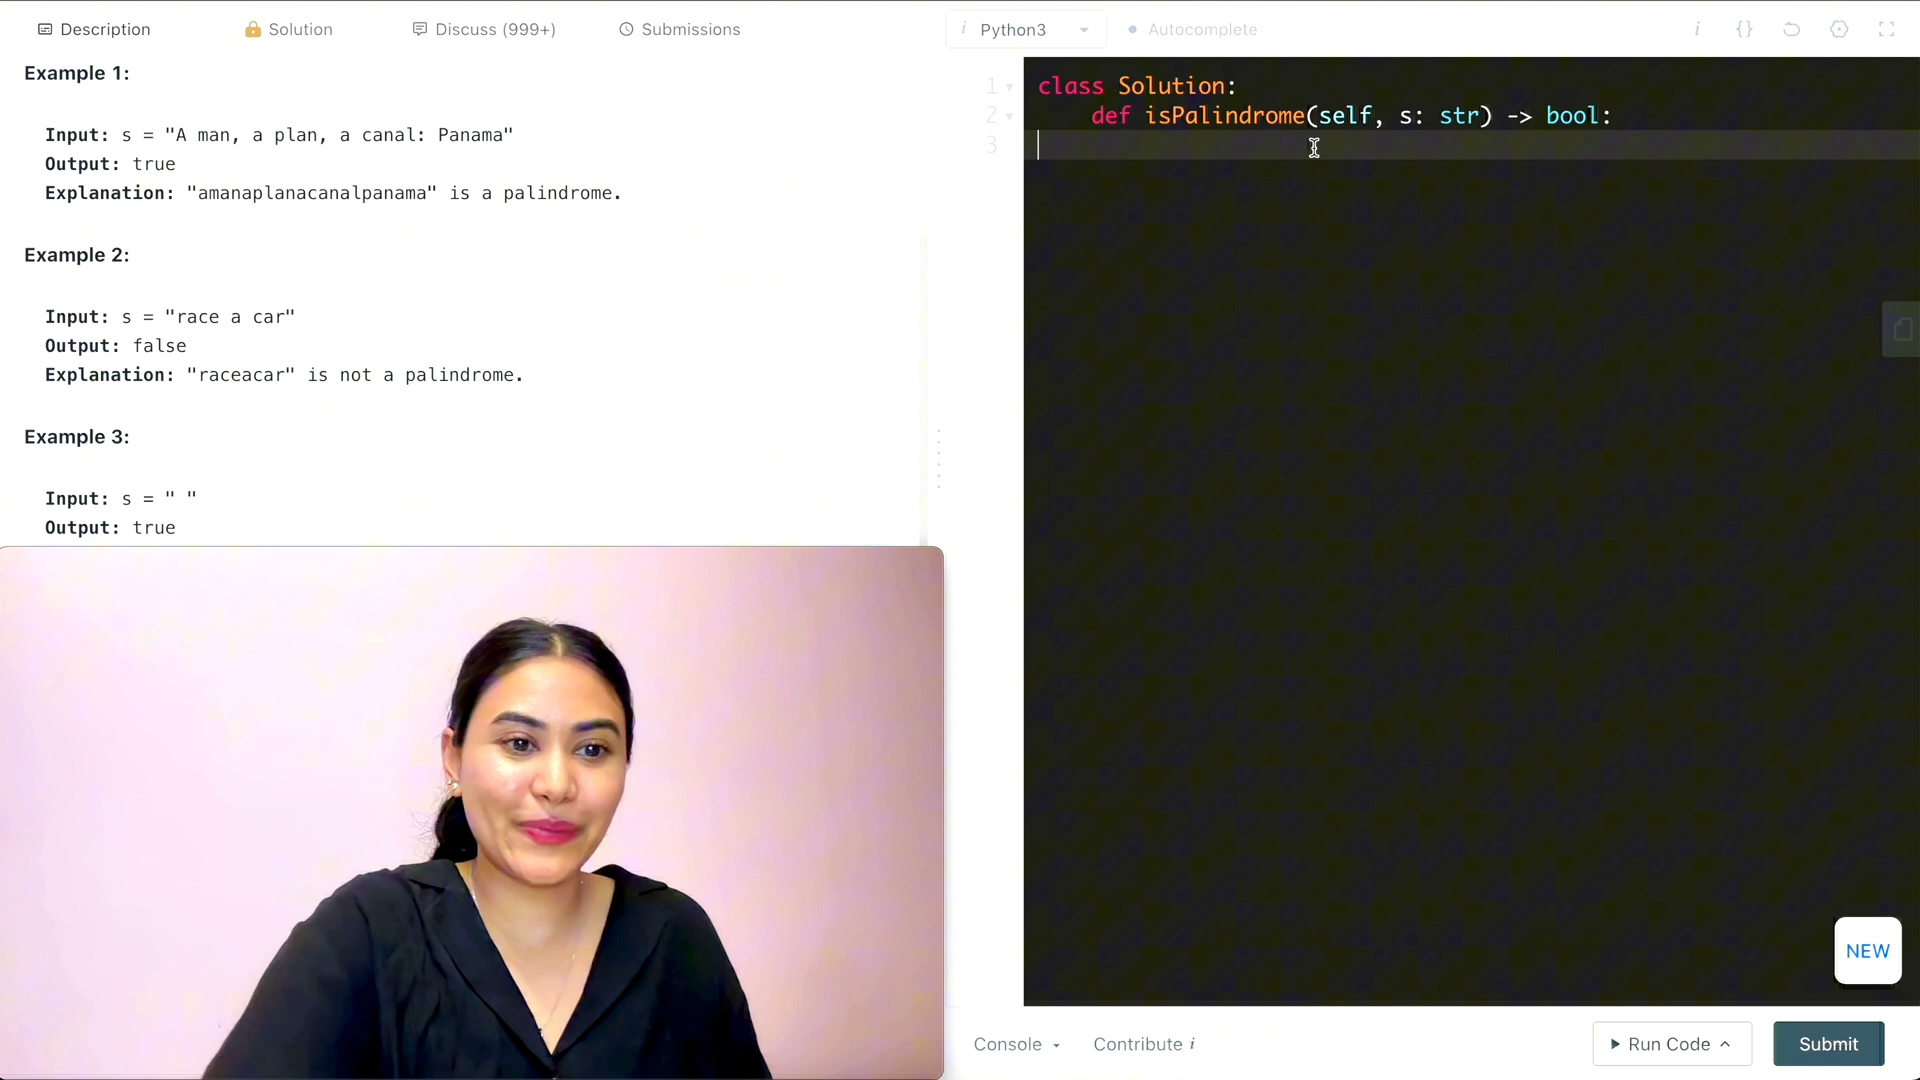 Description Solution Discuss (999+) Submissions
i Python3 Autocomplete i {}
Example 1:
Input: s = "A man, a plan, a canal: Panama"
Output: true
Explanation: "amanaplanacanalpanama" is a palindrome.
Example 2:
Input: s = "race a car"
Output: false
Explanation: "raceacar" is not a palindrome.
Example 3:
Input: s = " "
Output: true
1 class Solution:
2 def isPalindrome(self, s: str) -> bool:
3
NEW
Console Contribute i Run Code Submit